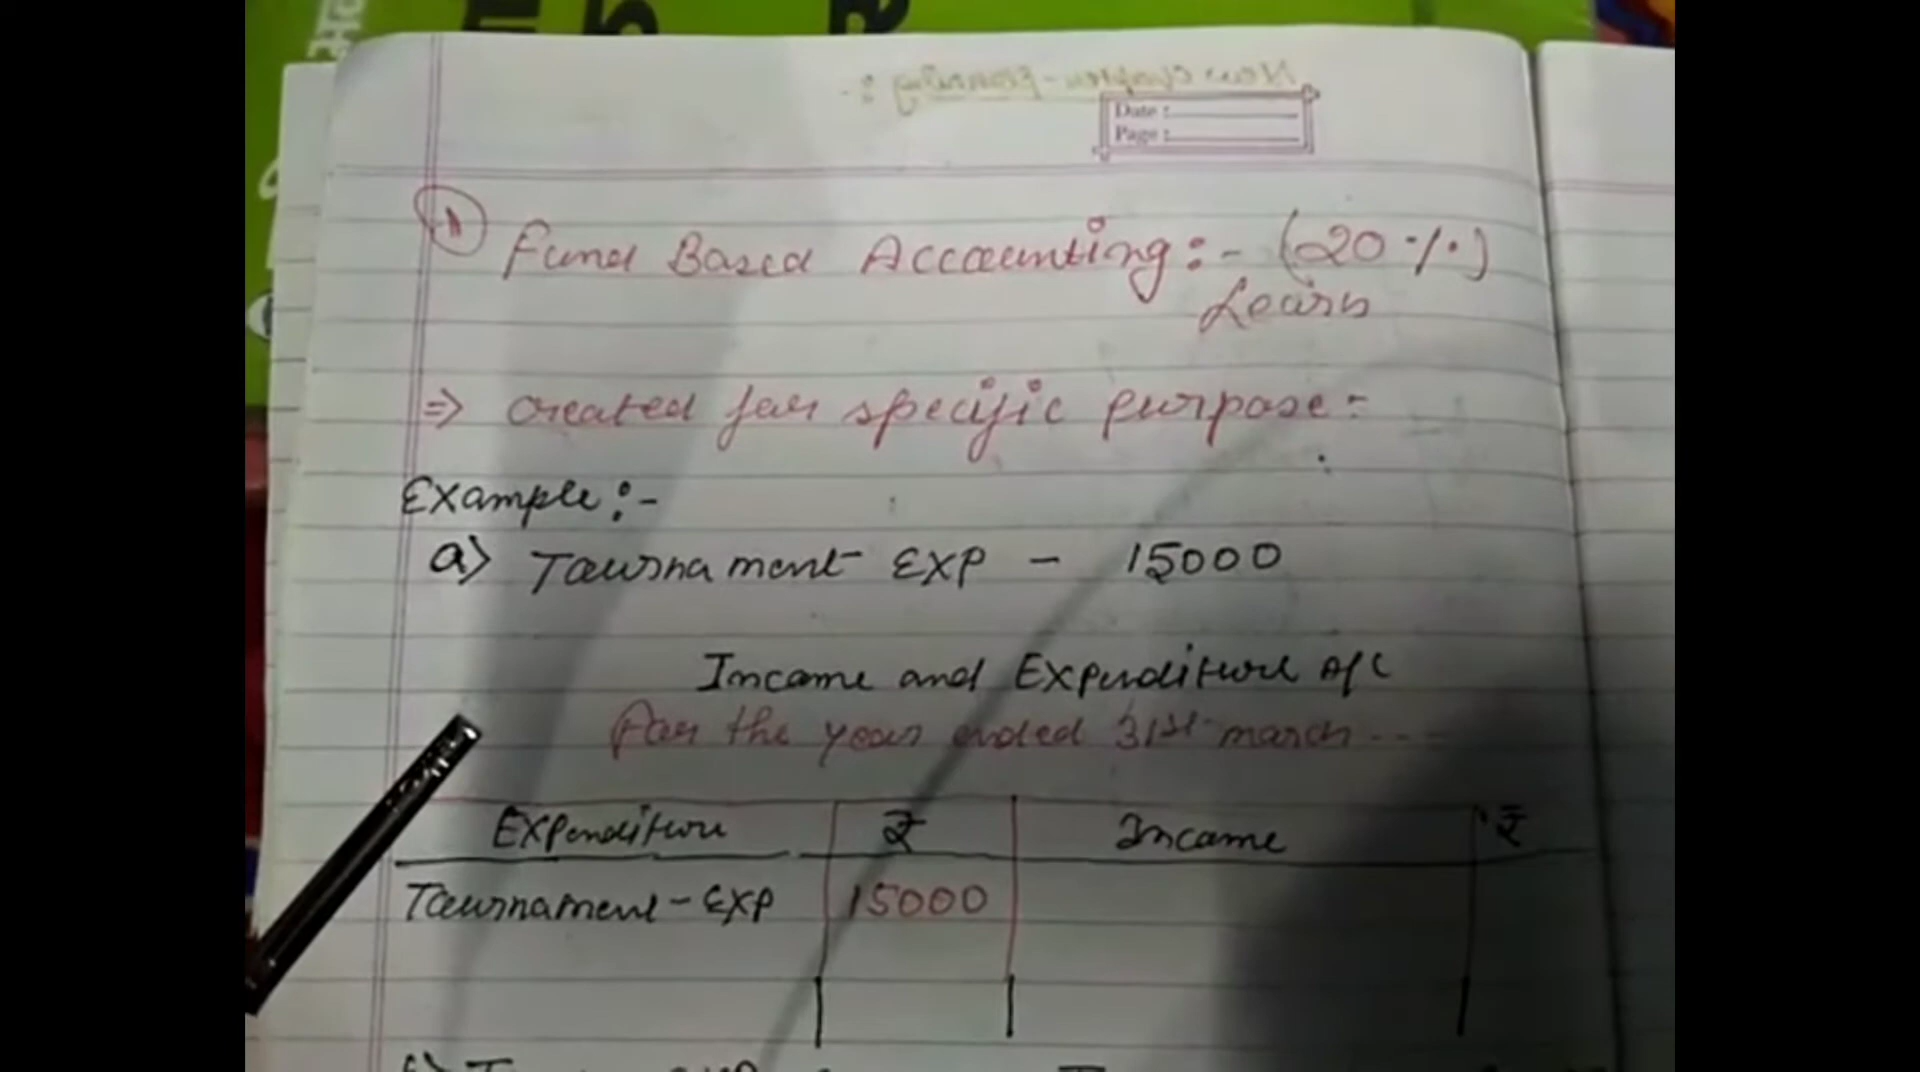 Date :
Page :
1 Fund Based Accounting :- (20 %)
Learn
⇒ created for specific purpose :-
Example :-
a) Tournament Exp - 15000
Income and Expenditure A/c
For the year ended 31st march ---
Expenditure ₹ Income ₹
Tournament - Exp 15000